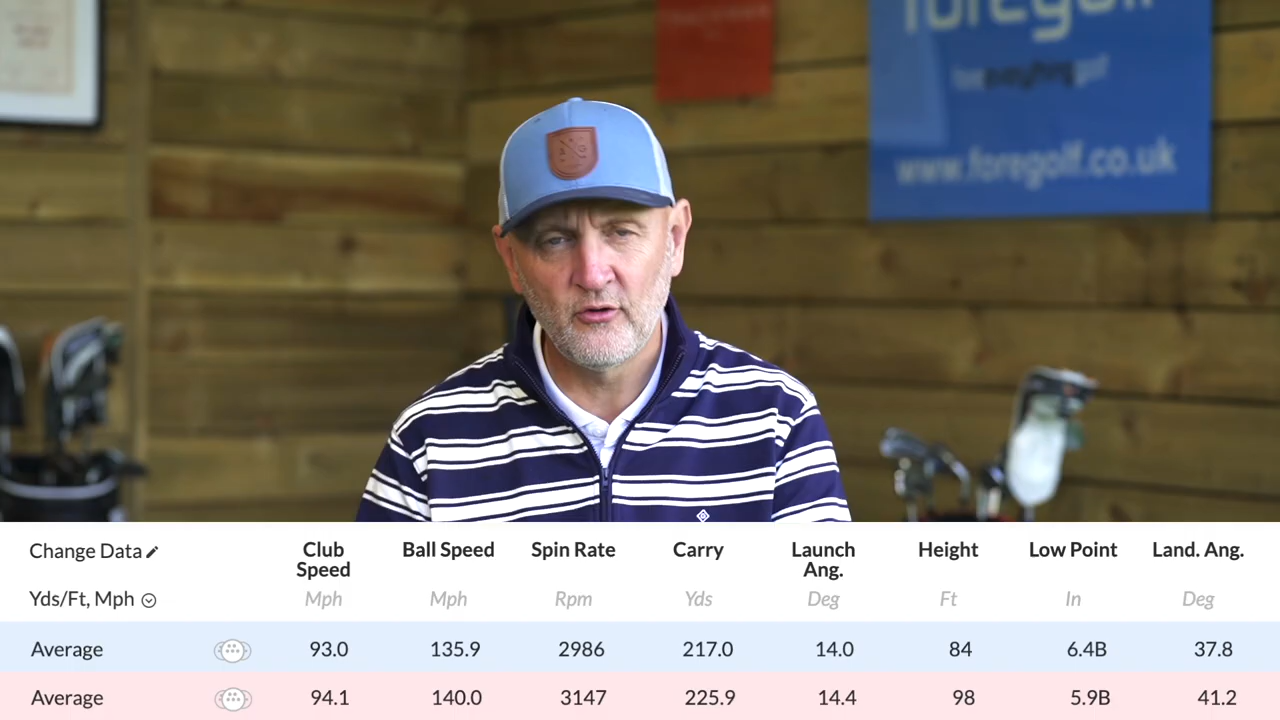 foregolf
www.foregolf.co.uk
A G
Change Data
Club Speed
Ball Speed
Spin Rate
Carry
Launch Ang.
Height
Low Point
Land. Ang.
Yds/Ft, Mph
Mph
Mph
Rpm
Yds
Deg
Ft
In
Deg
Average 93.0 135.9 2986 217.0 14.0 84 6.4B 37.8
Average 94.1 140.0 3147 225.9 14.4 98 5.9B 41.2